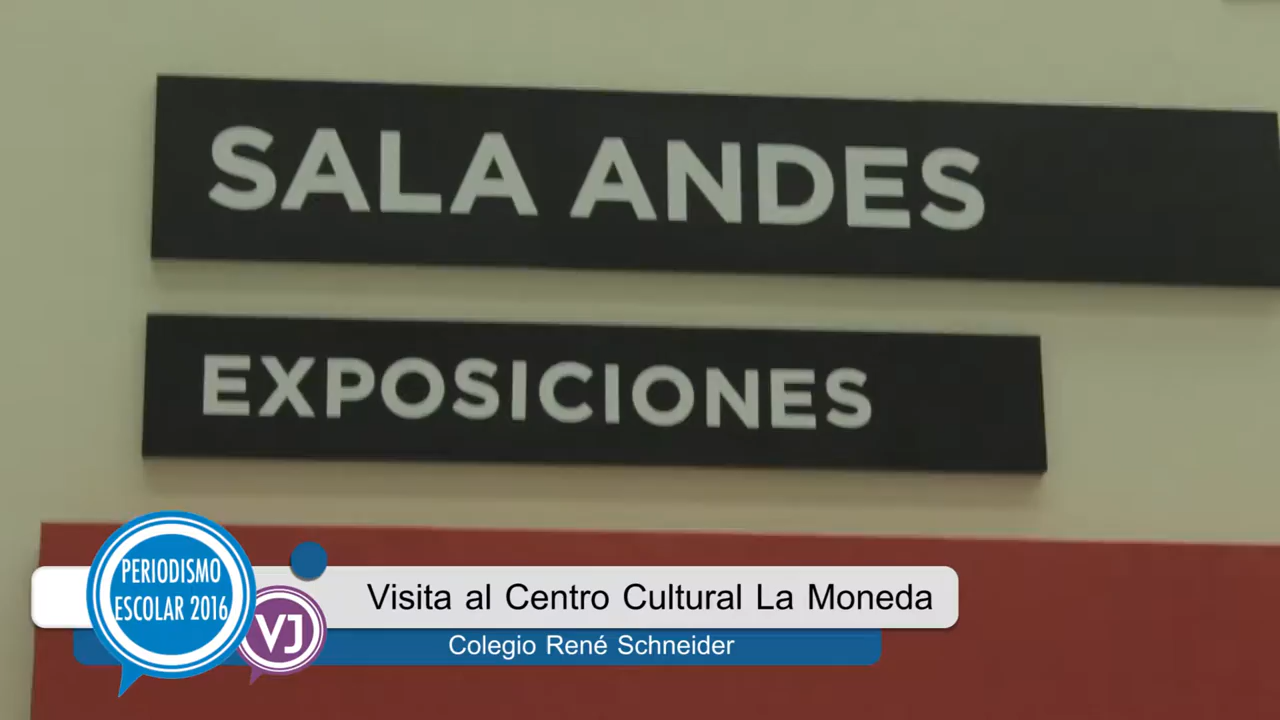 SALA ANDES
EXPOSICIONES
PERIODISMO
ESCOLAR 2016
VJ
Visita al Centro Cultural La Moneda
Colegio René Schneider